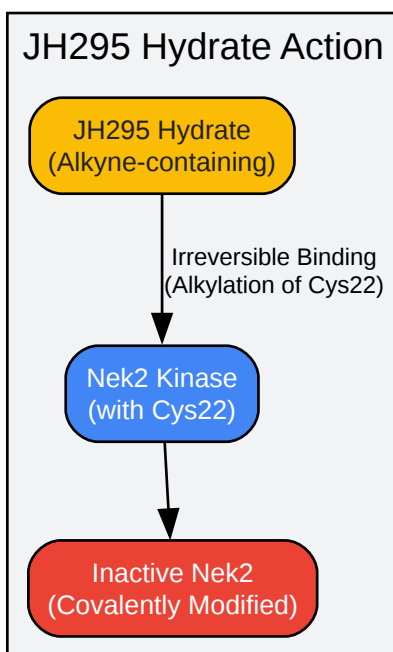 JH295 Hydrate Action
JH295 Hydrate
(Alkyne-containing)
Irreversible Binding
(Alkylation of Cys22)
Nek2 Kinase
(with Cys22)
Inactive Nek2
(Covalently Modified)